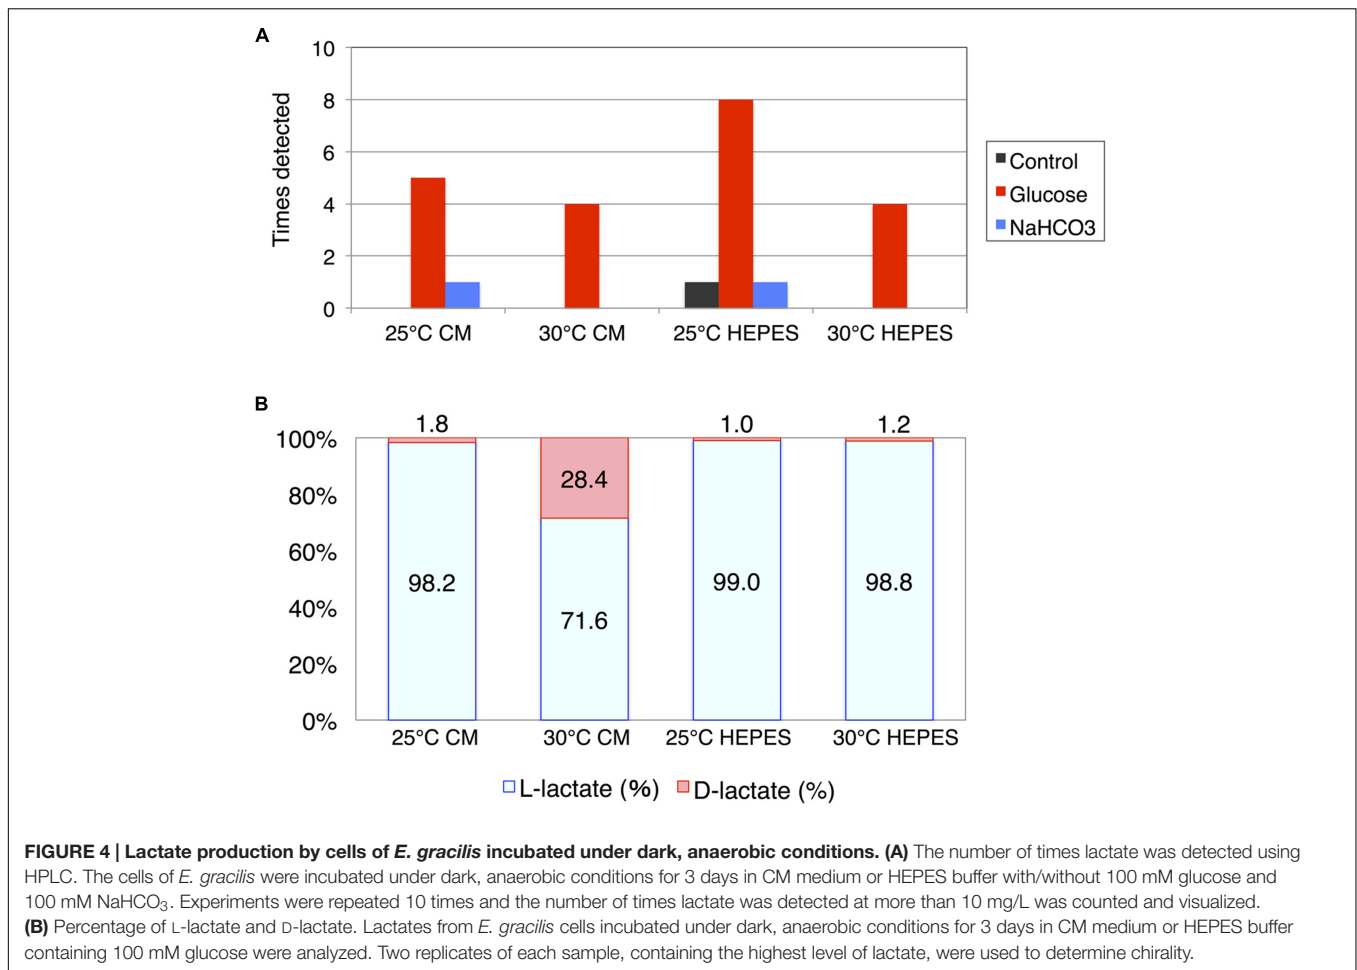 A
10
8
6
4
2
0
Times detected
25°C CM 30°C CM 25°C HEPES 30°C HEPES
Control
Glucose
NaHCO3
B
1.8 1.0 1.2
100%
80%
60%
40%
20%
0%
28.4
98.2 99.0 98.8
71.6
25°C CM 30°C CM 25°C HEPES 30°C HEPES
L-lactate (%) D-lactate (%)
FIGURE 4 | Lactate production by cells of E. gracilis incubated under dark, anaerobic conditions. (A) The number of times lactate was detected using
HPLC. The cells of E. gracilis were incubated under dark, anaerobic conditions for 3 days in CM medium or HEPES buffer with/without 100 mM glucose and
100 mM NaHCO₃. Experiments were repeated 10 times and the number of times lactate was detected at more than 10 mg/L was counted and visualized.
(B) Percentage of L-lactate and D-lactate. Lactates from E. gracilis cells incubated under dark, anaerobic conditions for 3 days in CM medium or HEPES buffer
containing 100 mM glucose were analyzed. Two replicates of each sample, containing the highest level of lactate, were used to determine chirality.